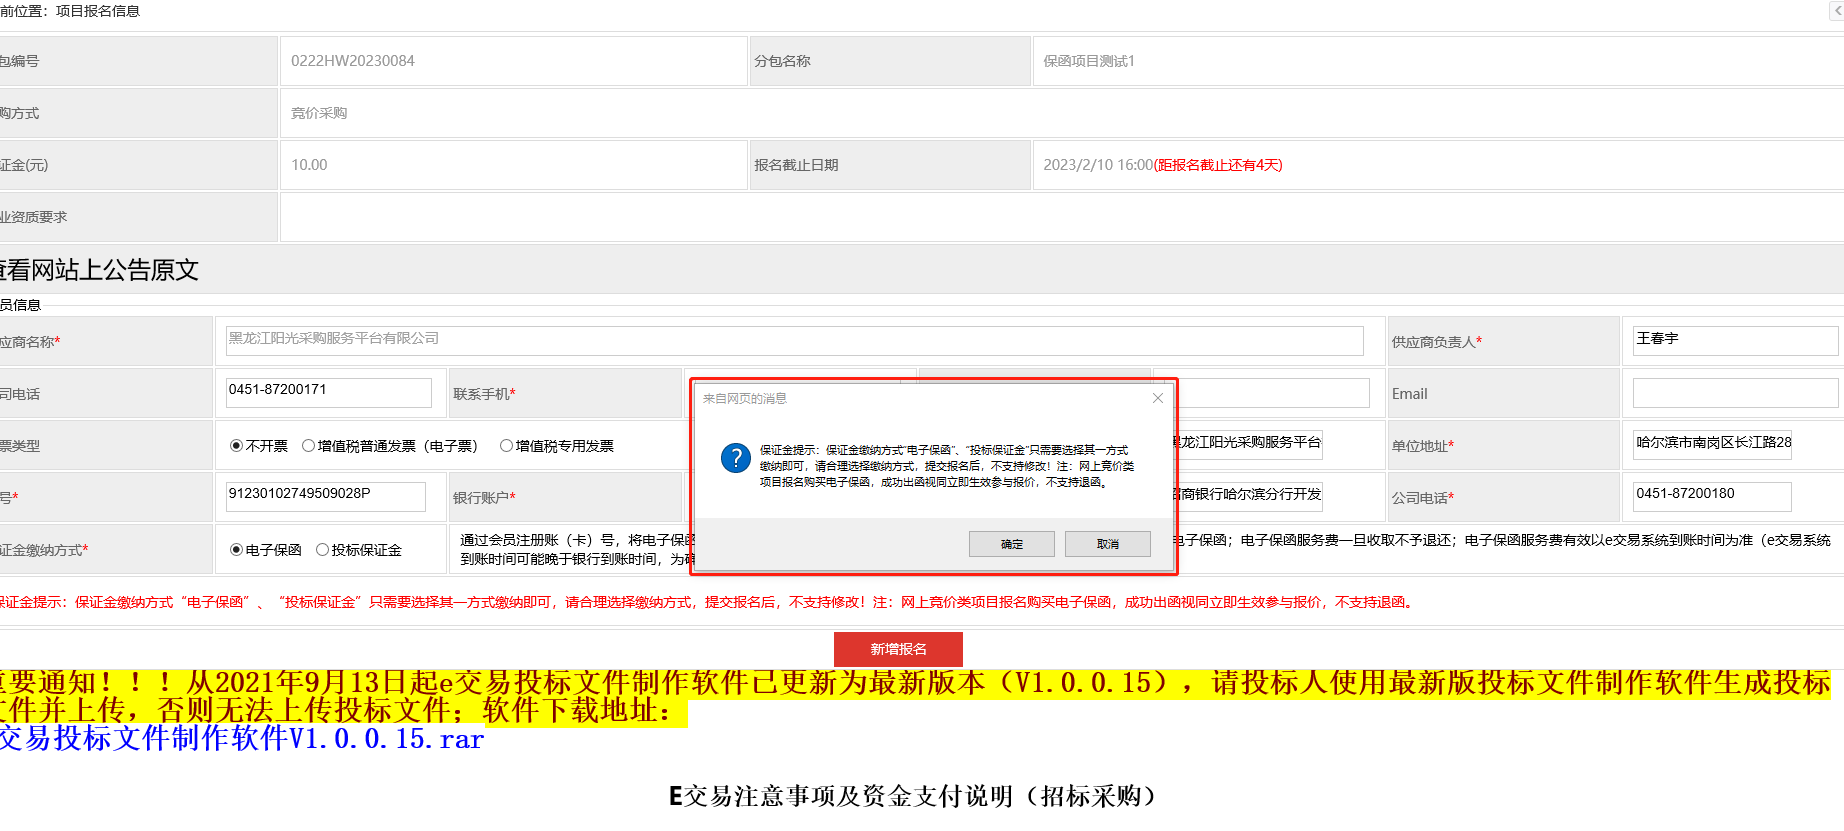 前位置：项目报名信息
包编号 0222HW20230084 分包名称 保函项目测试1
购方式 竞价采购
证金(元) 10.00 报名截止日期 2023/2/10 16:00(距报名截止还有4天)
业资质要求
查看网站上公告原文
员信息
应商名称* 黑龙江阳光采购服务平台有限公司 供应商负责人* 王春宇
司电话 0451-87200171 联系手机* Email
票类型 不开票 增值税普通发票（电子票） 增值税专用发票 黑龙江阳光采购服务平台 单位地址* 哈尔滨市南岗区长江路28
号* 91230102749509028P 银行账户* 招商银行哈尔滨分行开发 公司电话* 0451-87200180
证金缴纳方式* 电子保函 投标保证金 通过会员注册账（卡）号，将电子保函 电子保函；电子保函服务费一旦收取不予退还；电子保函服务费有效以e交易系统到账时间为准（e交易系统
到账时间可能晚于银行到账时间，为确
来自网页的消息
保证金提示：保证金缴纳方式“电子保函”、“投标保证金”只需要选择其一方式
缴纳即可，请合理选择缴纳方式，提交报名后，不支持修改！注：网上竞价类
项目报名购买电子保函，成功出函视同立即生效参与报价，不支持退函。
确定 取消
保证金提示：保证金缴纳方式“电子保函”、“投标保证金”只需要选择其一方式缴纳即可，请合理选择缴纳方式，提交报名后，不支持修改！注：网上竞价类项目报名购买电子保函，成功出函视同立即生效参与报价，不支持退函。
新增报名
重要通知！！！从2021年9月13日起e交易投标文件制作软件已更新为最新版本（V1.0.0.15），请投标人使用最新版投标文件制作软件生成投标
文件并上传，否则无法上传投标文件；软件下载地址：
交易投标文件制作软件V1.0.0.15.rar
E交易注意事项及资金支付说明（招标采购）